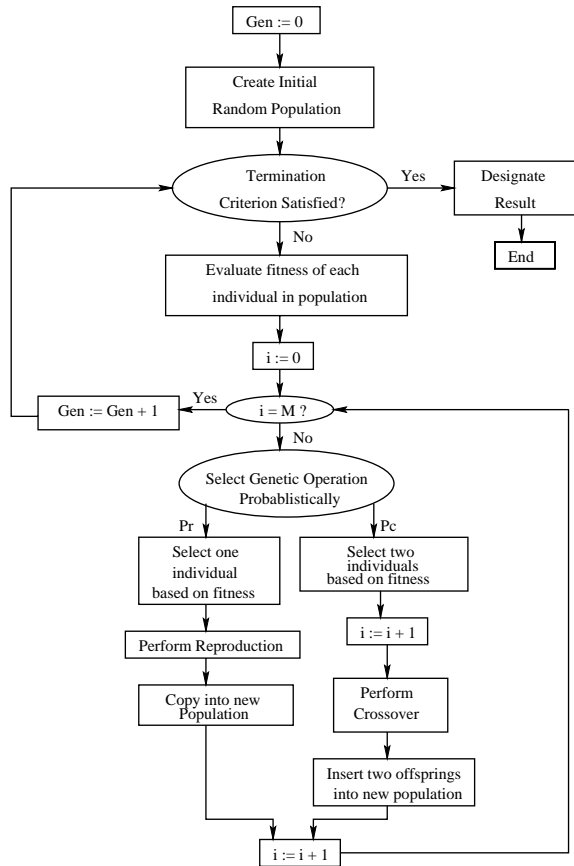 Gen := 0
Create Initial
Random Population
Termination
Criterion Satisfied?
Yes
Designate
Result
End
No
Evaluate fitness of each
individual in population
i := 0
i = M ?
Yes
Gen := Gen + 1
No
Select Genetic Operation
Probablistically
Pr
Pc
Select one
individual
based on fitness
Perform Reproduction
Copy into new
Population
Select two
individuals
based on fitness
i := i + 1
Perform
Crossover
Insert two offsprings
into new population
i := i + 1